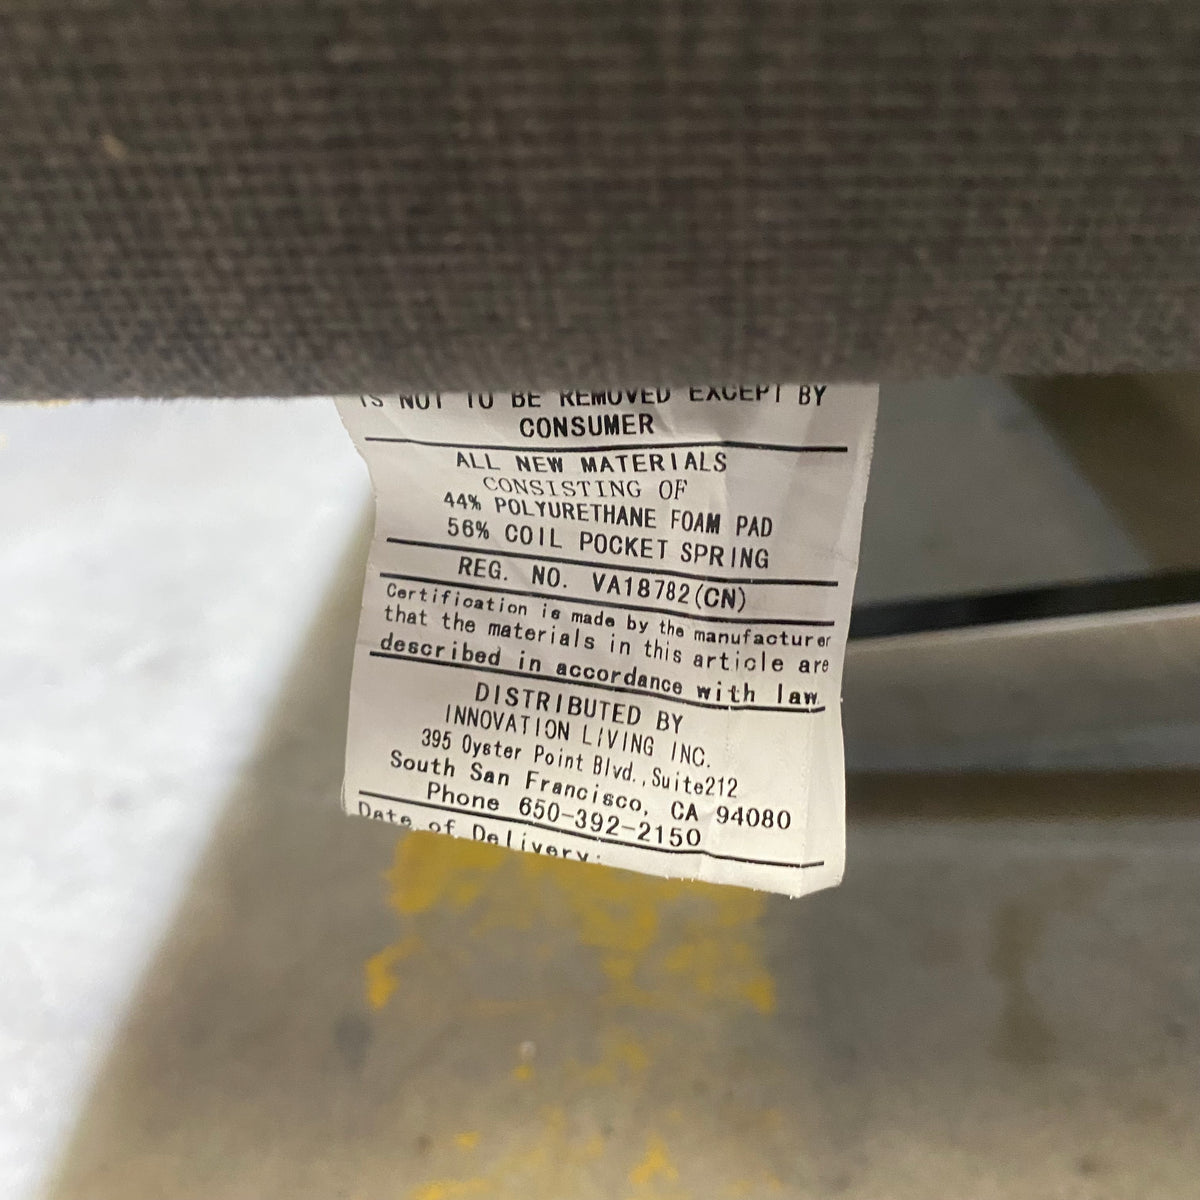 IS NOT TO BE REMOVED EXCEPT BY
CONSUMER
ALL NEW MATERIALS
CONSISTING OF
44% POLYURETHANE FOAM PAD
56% COIL POCKET SPRING
REG. NO. VA18782(CN)
Certification is made by the manufacturer
that the materials in this article are
described in accordance with law.
DISTRIBUTED BY
INNOVATION LIVING INC.
395 Oyster Point Blvd., Suite212
South San Francisco, CA 94080
Phone 650-392-2150
Date of Delivery: